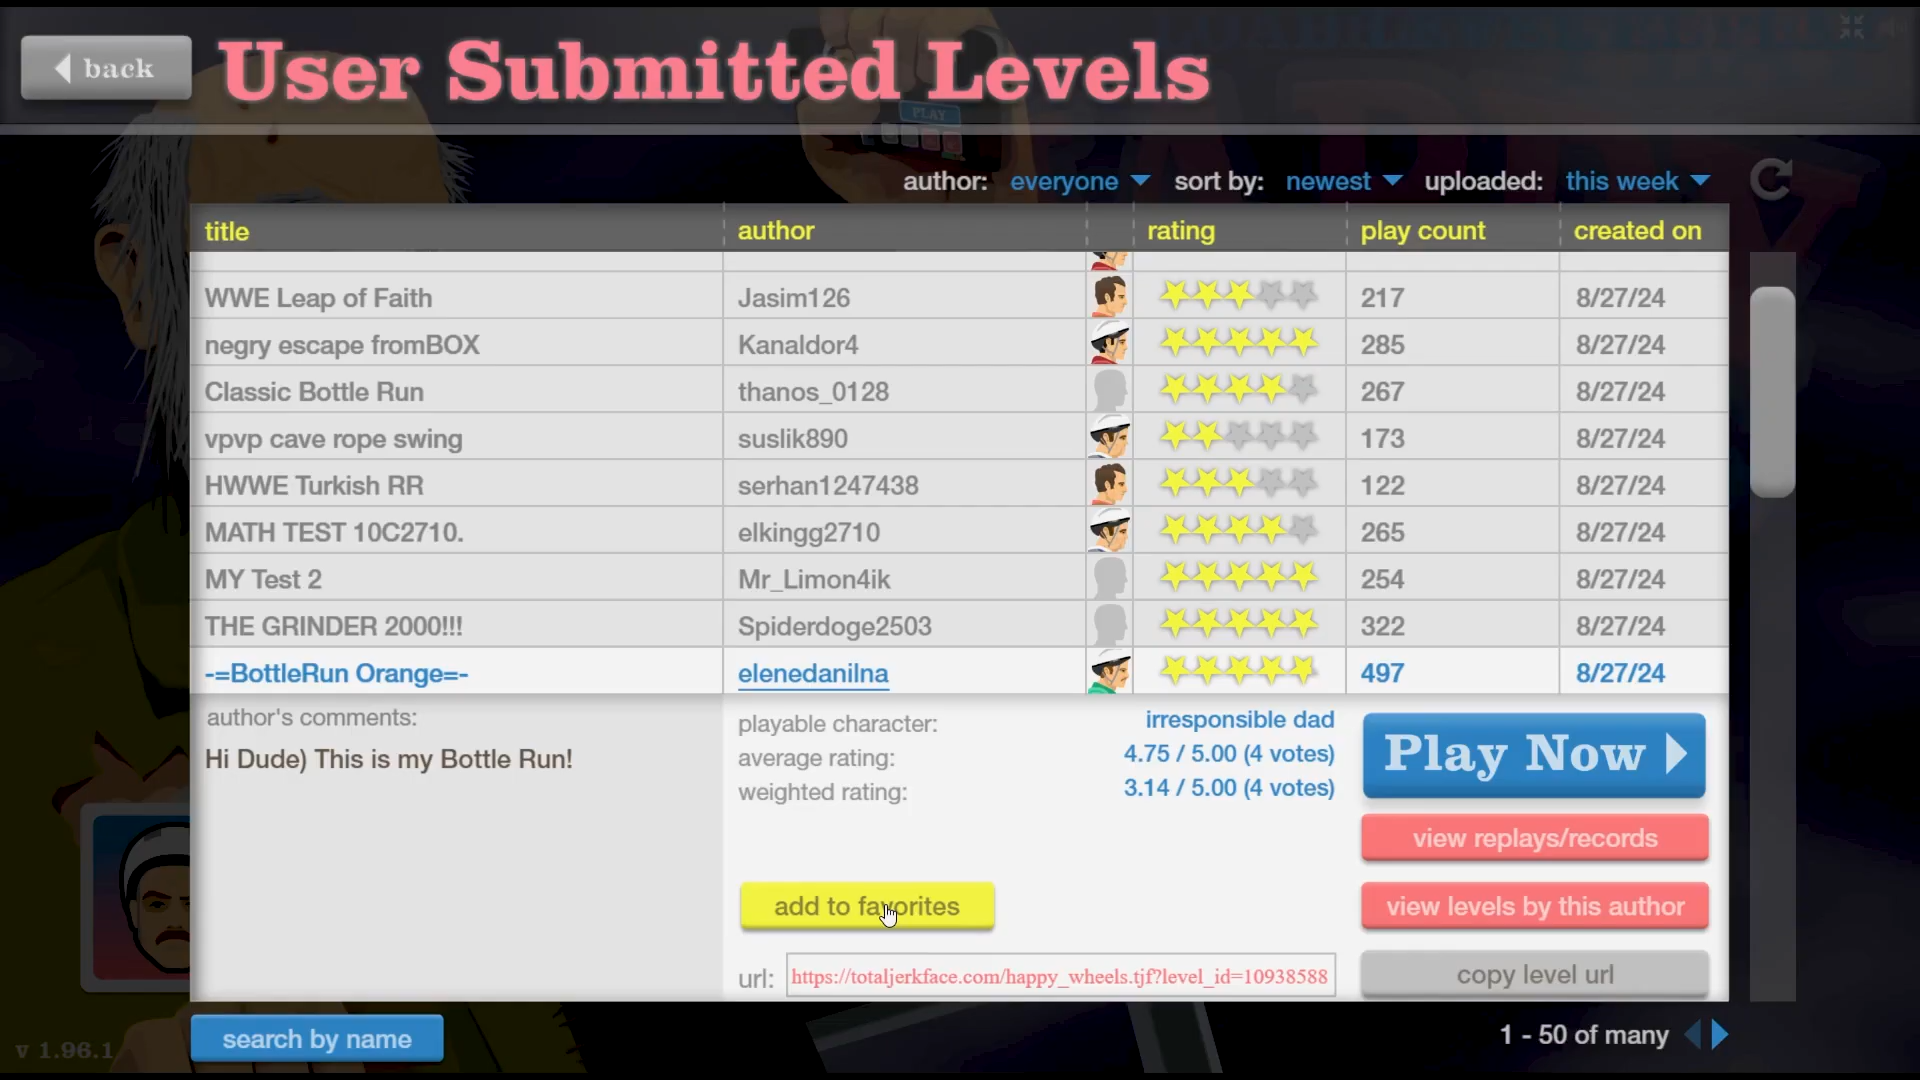 back
User Submitted Levels
PLAY
author: everyone sort by: newest uploaded: this week
title author rating play count created on
WWE Leap of Faith Jasim126 217 8/27/24
negry escape fromBOX Kanaldor4 285 8/27/24
Classic Bottle Run thanos_0128 267 8/27/24
vpvp cave rope swing suslik890 173 8/27/24
HWWE Turkish RR serhan1247438 122 8/27/24
MATH TEST 10C2710. elkingg2710 265 8/27/24
MY Test 2 Mr_Limon4ik 254 8/27/24
THE GRINDER 2000!!! Spiderdoge2503 322 8/27/24
-=BottleRun Orange=- elenedanilna 497 8/27/24
author's comments:
Hi Dude) This is my Bottle Run!
playable character: irresponsible dad
average rating: 4.75 / 5.00 (4 votes)
weighted rating: 3.14 / 5.00 (4 votes)
Play Now
view replays/records
add to favorites
view levels by this author
url: https://totaljerkface.com/happy_wheels.tjf?level_id=10938588
copy level url
search by name
1 - 50 of many
v 1.96.1